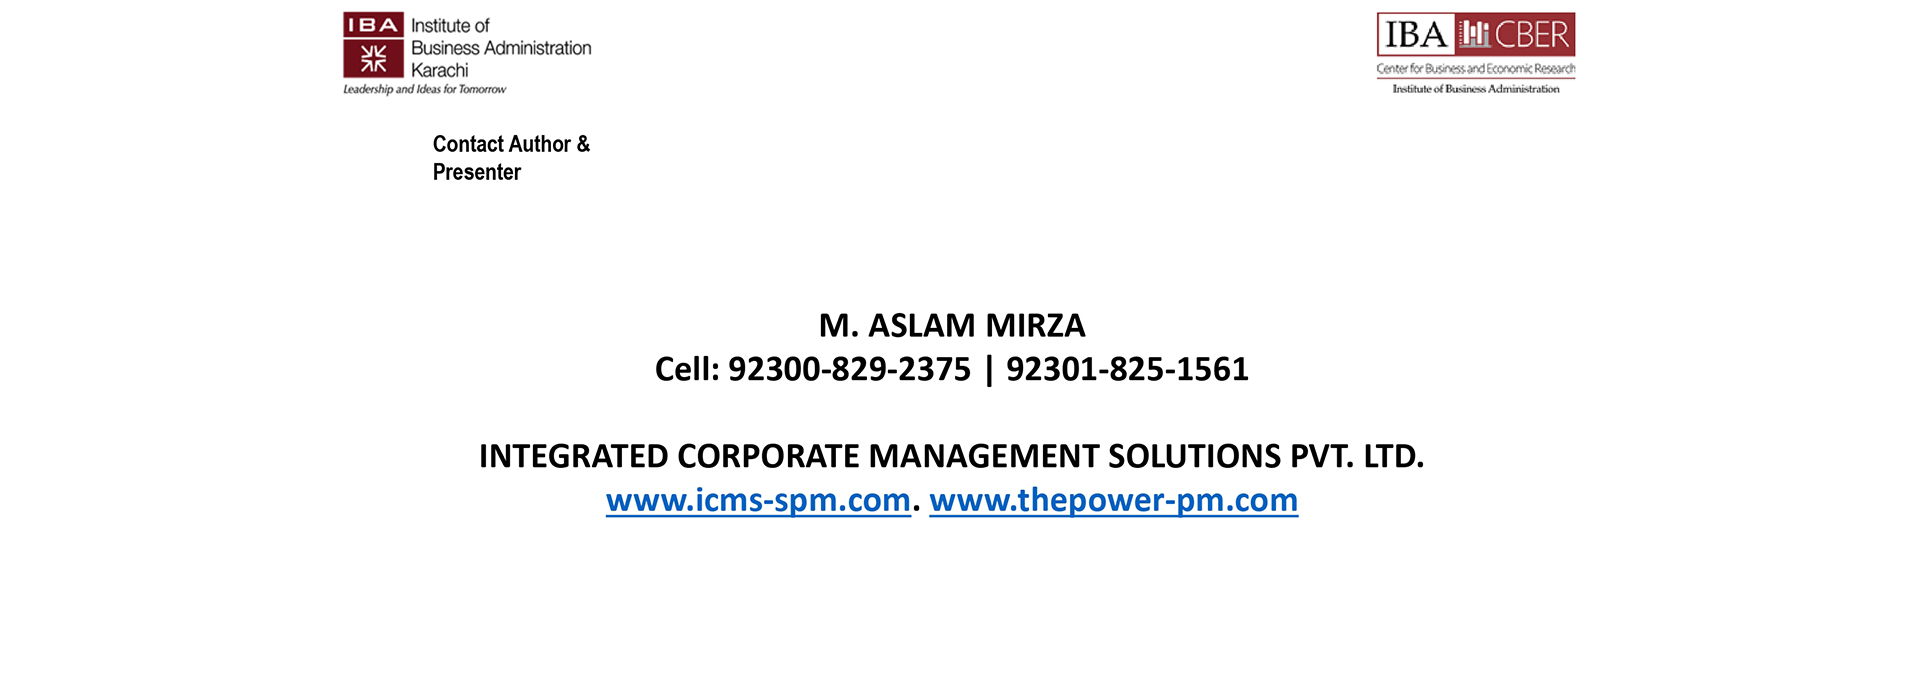 IBA Institute of
Business Administration
Karachi
Leadership and Ideas for Tomorrow
IBA CBER
Center for Business and Economic Research
Institute of Business Administration
Contact Author &
Presenter
M. ASLAM MIRZA
Cell: 92300-829-2375 | 92301-825-1561
INTEGRATED CORPORATE MANAGEMENT SOLUTIONS PVT. LTD.
www.icms-spm.com. www.thepower-pm.com